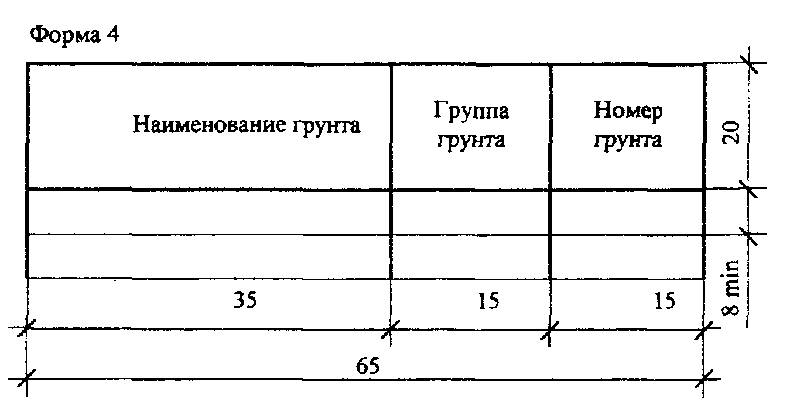 Форма 4
Наименование грунта
Группа
грунта
Номер
грунта
20
8 min
35
15
15
65